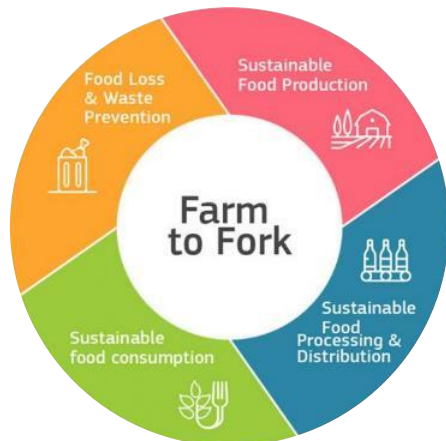 Food Loss
& Waste
Prevention
Sustainable
Food Production
Farm
to Fork
Sustainable
Food
Processing &
Distribution
Sustainable
food consumption